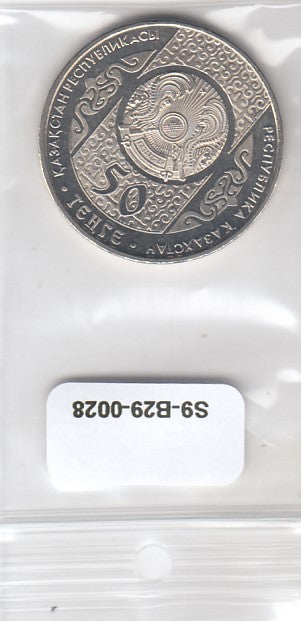 ҚАЗАҚСТАН РЕСПУБЛИКАСЫ
РЕСПУБЛИКА КАЗАХСТАН
50
ТЕҢГЕ
S9-B29-0028